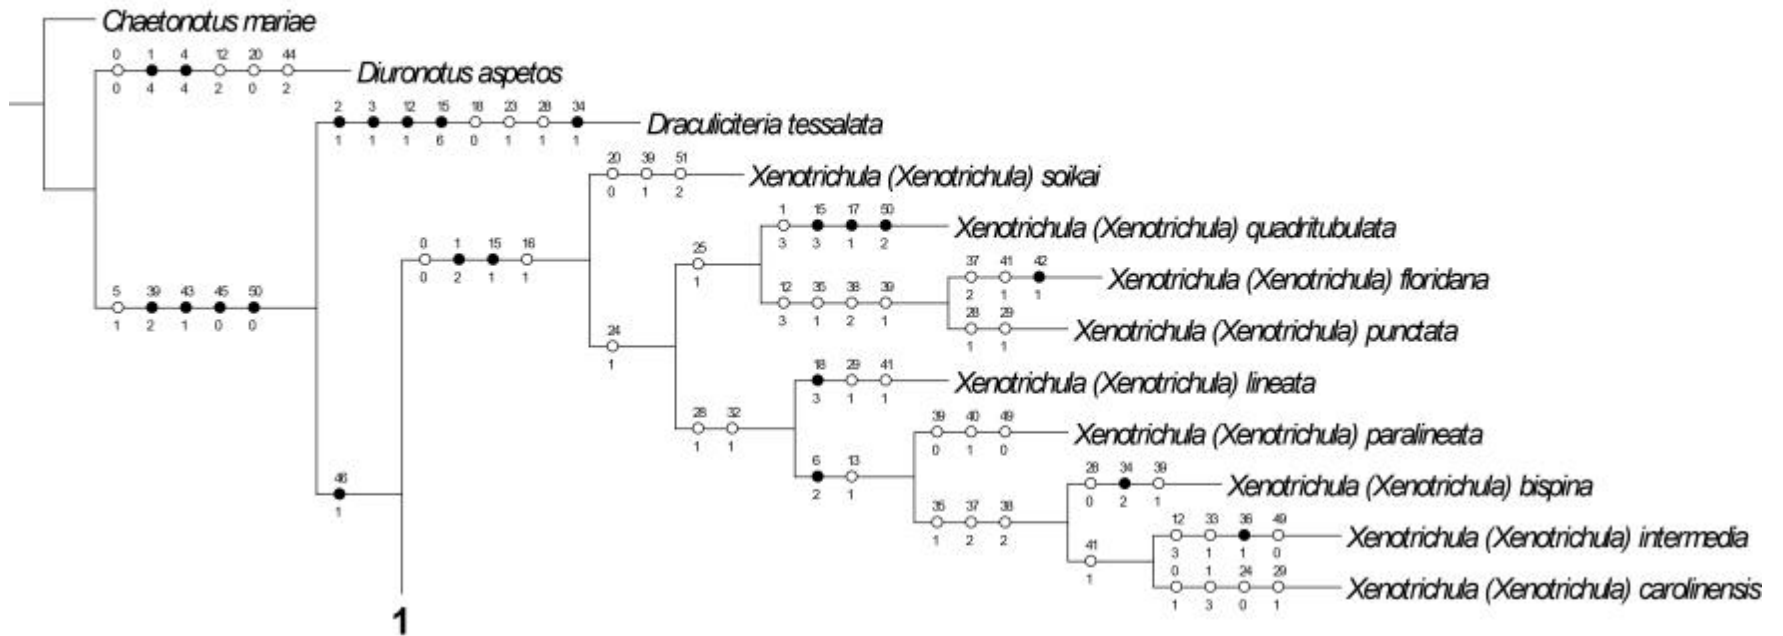 Chaetonotus mariae
0 1 4 12 20 44
0 4 4 2 0 2
Diuronotus aspetos
2 3 12 15 18 23 28 34
1 1 1 6 0 1 1 1
Draculiciteria tessalata
20 39 51
0 1 2
Xenotrichula (Xenotrichula) soikai
1 15 17 50
3 3 1 2
Xenotrichula (Xenotrichula) quadritubulata
0 1 15 16
0 2 1 1
25
1
37 41 42
2 1 1
Xenotrichula (Xenotrichula) floridana
5 39 43 45 50
1 2 1 0 0
12 35 38 39
3 1 2 1
28 29
1 1
Xenotrichula (Xenotrichula) punctata
24
1
18 29 41
3 1 1
Xenotrichula (Xenotrichula) lineata
28 32
1 1
39 40 49
0 1 0
Xenotrichula (Xenotrichula) paralineata
6 13
2 1
46
1
28 34 39
0 2 1
Xenotrichula (Xenotrichula) bispina
35 37 38
1 2 2
12 33 36 49
3 1 1 0
Xenotrichula (Xenotrichula) intermedia
41
1
0 1 24 29
1 3 0 1
Xenotrichula (Xenotrichula) carolinensis
1